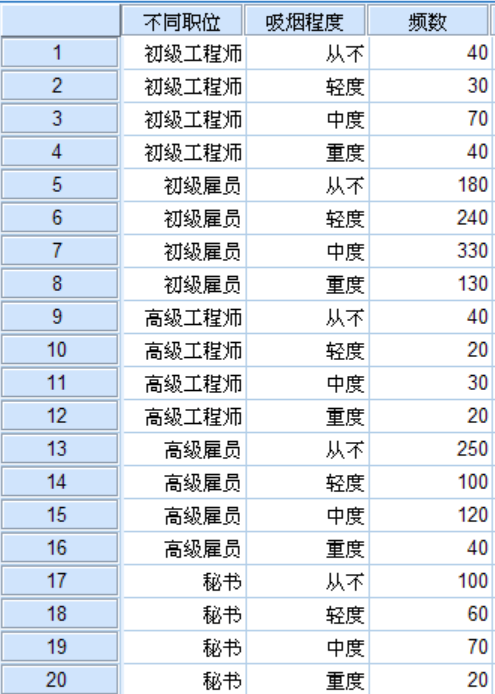 不同职位 吸烟程度 频数
1 初级工程师 从不 40
2 初级工程师 轻度 30
3 初级工程师 中度 70
4 初级工程师 重度 40
5 初级雇员 从不 180
6 初级雇员 轻度 240
7 初级雇员 中度 330
8 初级雇员 重度 130
9 高级工程师 从不 40
10 高级工程师 轻度 20
11 高级工程师 中度 30
12 高级工程师 重度 20
13 高级雇员 从不 250
14 高级雇员 轻度 100
15 高级雇员 中度 120
16 高级雇员 重度 40
17 秘书 从不 100
18 秘书 轻度 60
19 秘书 中度 70
20 秘书 重度 20